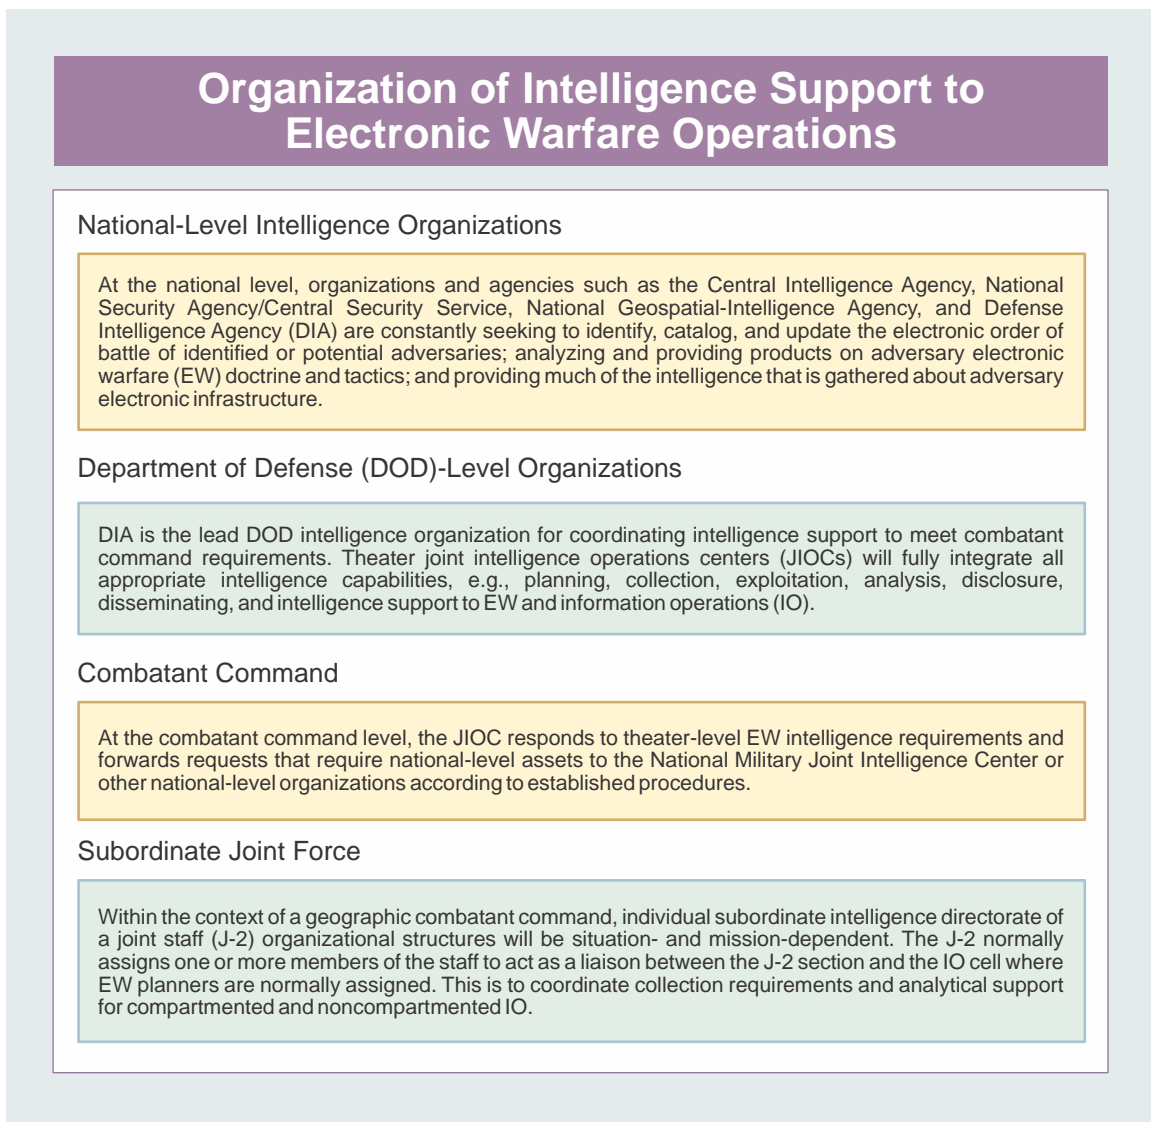 Organization of Intelligence Support to
Electronic Warfare Operations
National-Level Intelligence Organizations
At the national level, organizations and agencies such as the Central Intelligence Agency, National
Security Agency/Central Security Service, National Geospatial-Intelligence Agency, and Defense
Intelligence Agency (DIA) are constantly seeking to identify, catalog, and update the electronic order of
battle of identified or potential adversaries; analyzing and providing products on adversary electronic
warfare (EW) doctrine and tactics; and providing much of the intelligence that is gathered about adversary
electronic infrastructure.
Department of Defense (DOD)-Level Organizations
DIA is the lead DOD intelligence organization for coordinating intelligence support to meet combatant
command requirements. Theater joint intelligence operations centers (JIOCs) will fully integrate all
appropriate intelligence capabilities, e.g., planning, collection, exploitation, analysis, disclosure,
disseminating, and intelligence support to EW and information operations (IO).
Combatant Command
At the combatant command level, the JIOC responds to theater-level EW intelligence requirements and
forwards requests that require national-level assets to the National Military Joint Intelligence Center or
other national-level organizations according to established procedures.
Subordinate Joint Force
Within the context of a geographic combatant command, individual subordinate intelligence directorate of
a joint staff (J-2) organizational structures will be situation- and mission-dependent. The J-2 normally
assigns one or more members of the staff to act as a liaison between the J-2 section and the IO cell where
EW planners are normally assigned. This is to coordinate collection requirements and analytical support
for compartmented and noncompartmented IO.